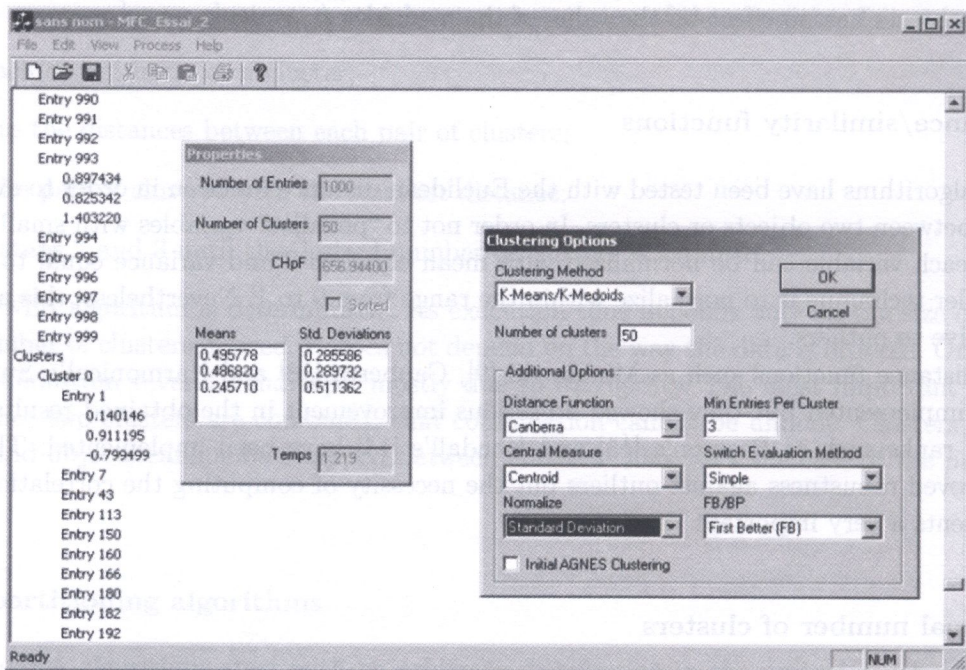 sans nom - MFC_Essai_2
File Edit View Process Help
Entry 990
Entry 991
Entry 992
Entry 993
0.897434
0.825342
1.403220
Entry 994
Entry 995
Entry 996
Entry 997
Entry 998
Entry 999
Clusters
Cluster 0
Entry 1
0.140146
0.911195
-0.799499
Entry 7
Entry 43
Entry 113
Entry 150
Entry 160
Entry 166
Entry 180
Entry 182
Entry 192
Properties
Number of Entries 1000
Number of Clusters 50
CHpF 656.94400
Sorted
Means Std. Deviations
0.495778 0.285586
0.486820 0.289732
0.245710 0.511362
Temps 1.219
Clustering Options
Clustering Method
K-Means/K-Medoids
OK
Cancel
Number of clusters 50
Additional Options
Distance Function Min Entries Per Cluster
Canberra 3
Central Measure Switch Evaluation Method
Centroid Simple
Normalize FB/BP
Standard Deviation First Better (FB)
Initial AGNES Clustering
Ready NUM